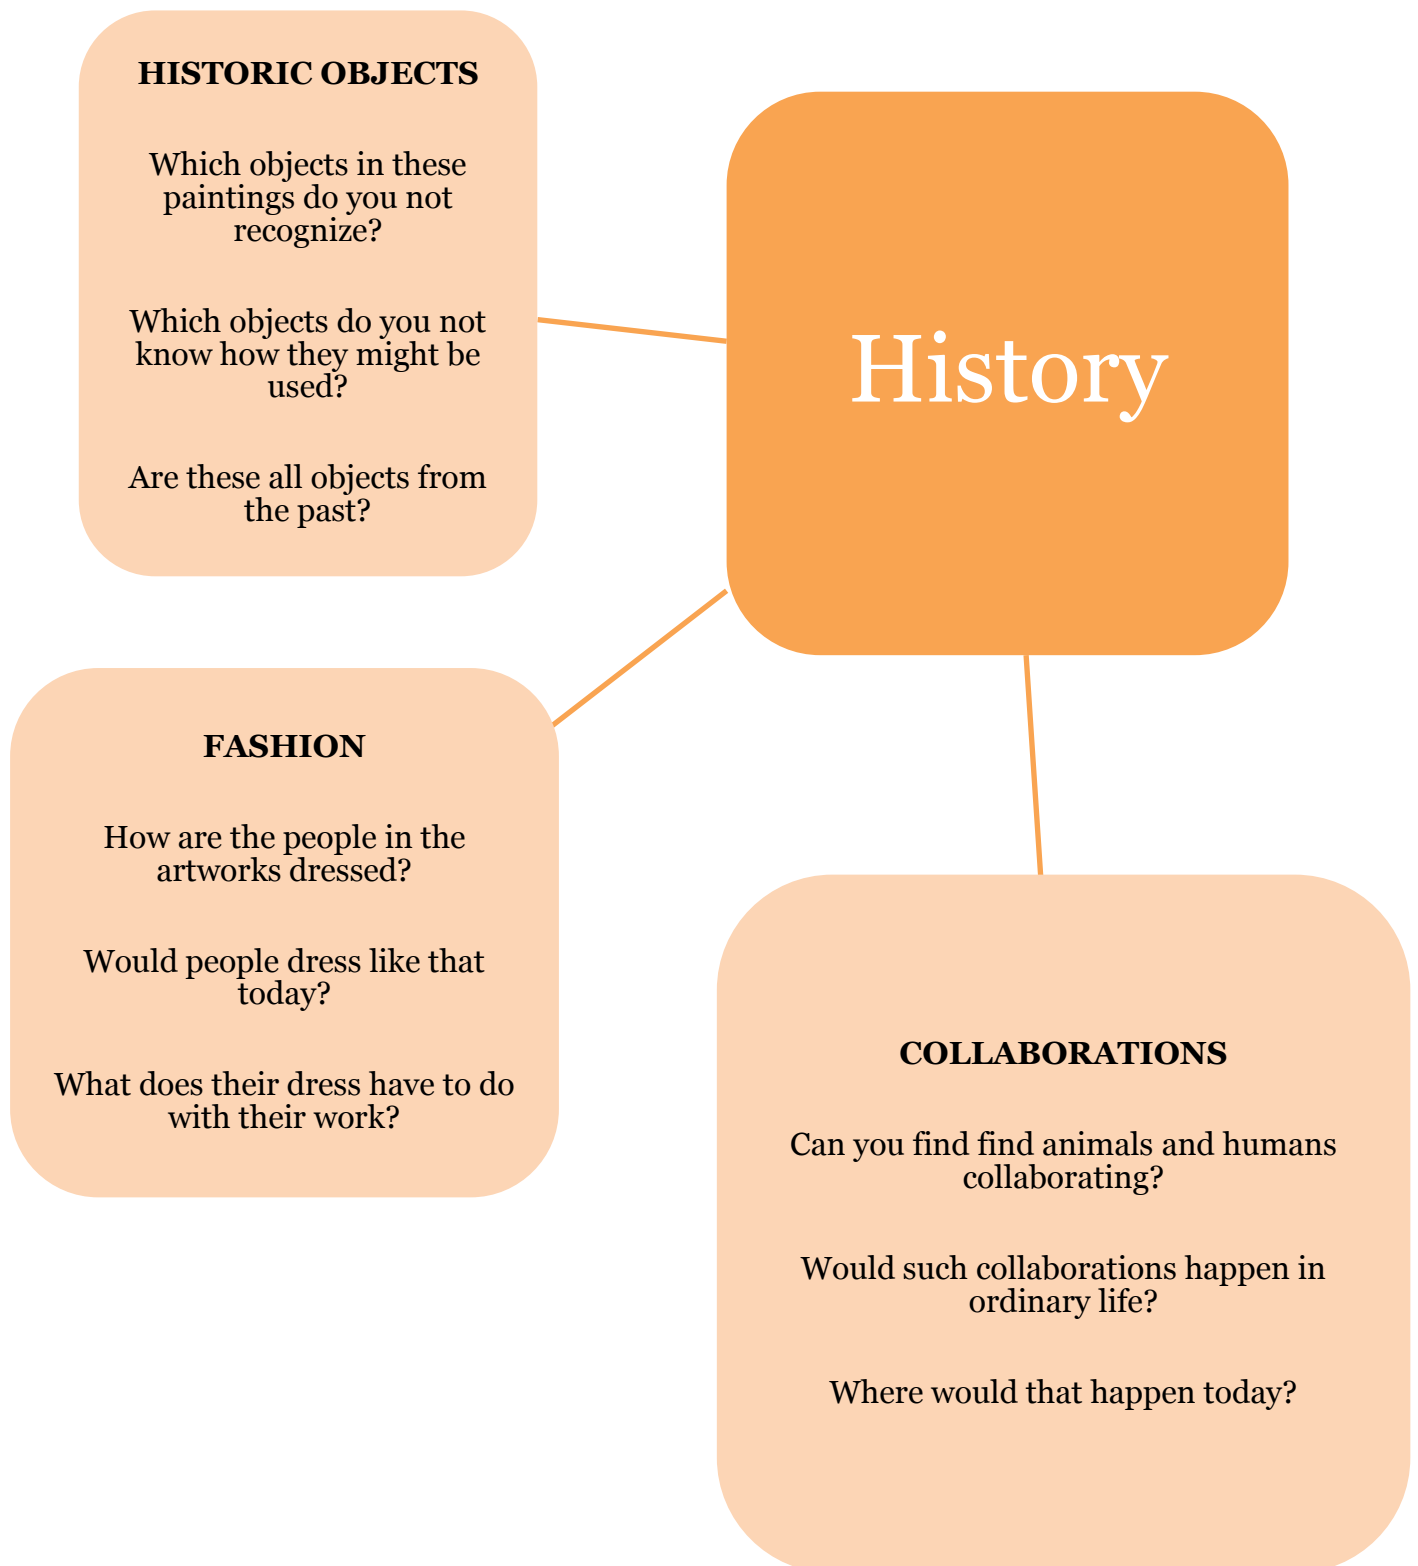 HISTORIC OBJECTS
Which objects in these
paintings do you not
recognize?
Which objects do you not
know how they might be
used?
Are these all objects from
the past?
History
FASHION
How are the people in the
artworks dressed?
Would people dress like that
today?
What does their dress have to do
with their work?
COLLABORATIONS
Can you find find animals and humans
collaborating?
Would such collaborations happen in
ordinary life?
Where would that happen today?